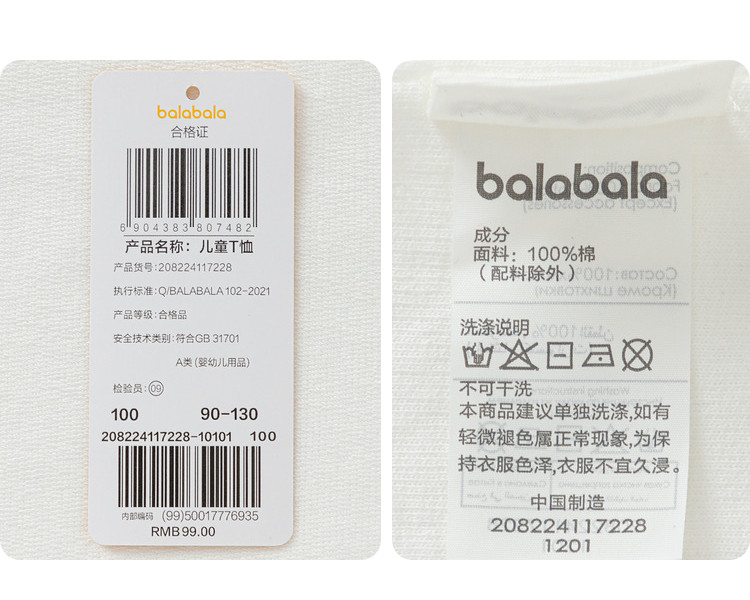 balabala
合格证
6904383807482
产品名称：儿童T恤
产品货号:208224117228
执行标准: Q/BALABALA 102-2021
产品等级: 合格品
安全技术类别: 符合GB 31701
A类 (婴幼儿用品)
检验员: 09
100 90-130
208224117228-10101 100
内部编码 (99)50017776935
RMB 99.00
balabala
成分
面料: 100%棉
(配料除外)
洗涤说明
不可干洗
本商品建议单独洗涤,如有
轻微褪色属正常现象,为保
持衣服色泽,衣服不宜久浸。
中国制造
208224117228
1201